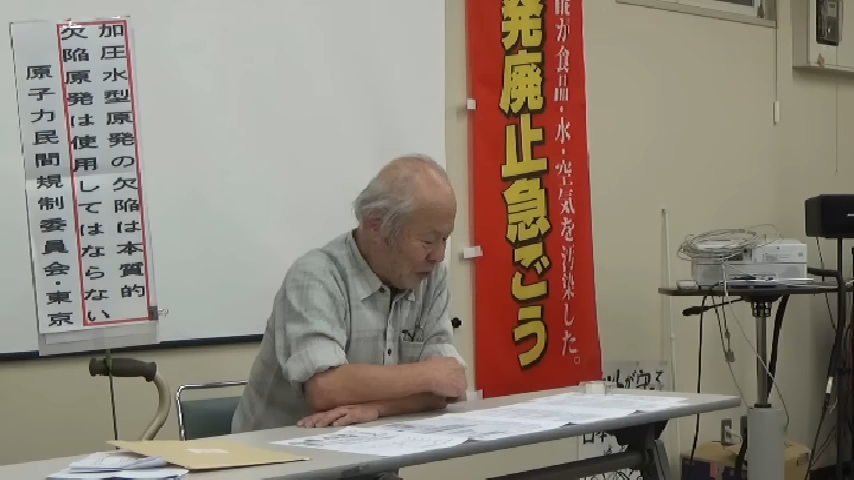 加圧水型原発の欠陥は本質的
欠陥原発は使用してはならない
原子力民間規制委員会・東京
能が食品・水・空気を汚染した。
発廃止急ごう